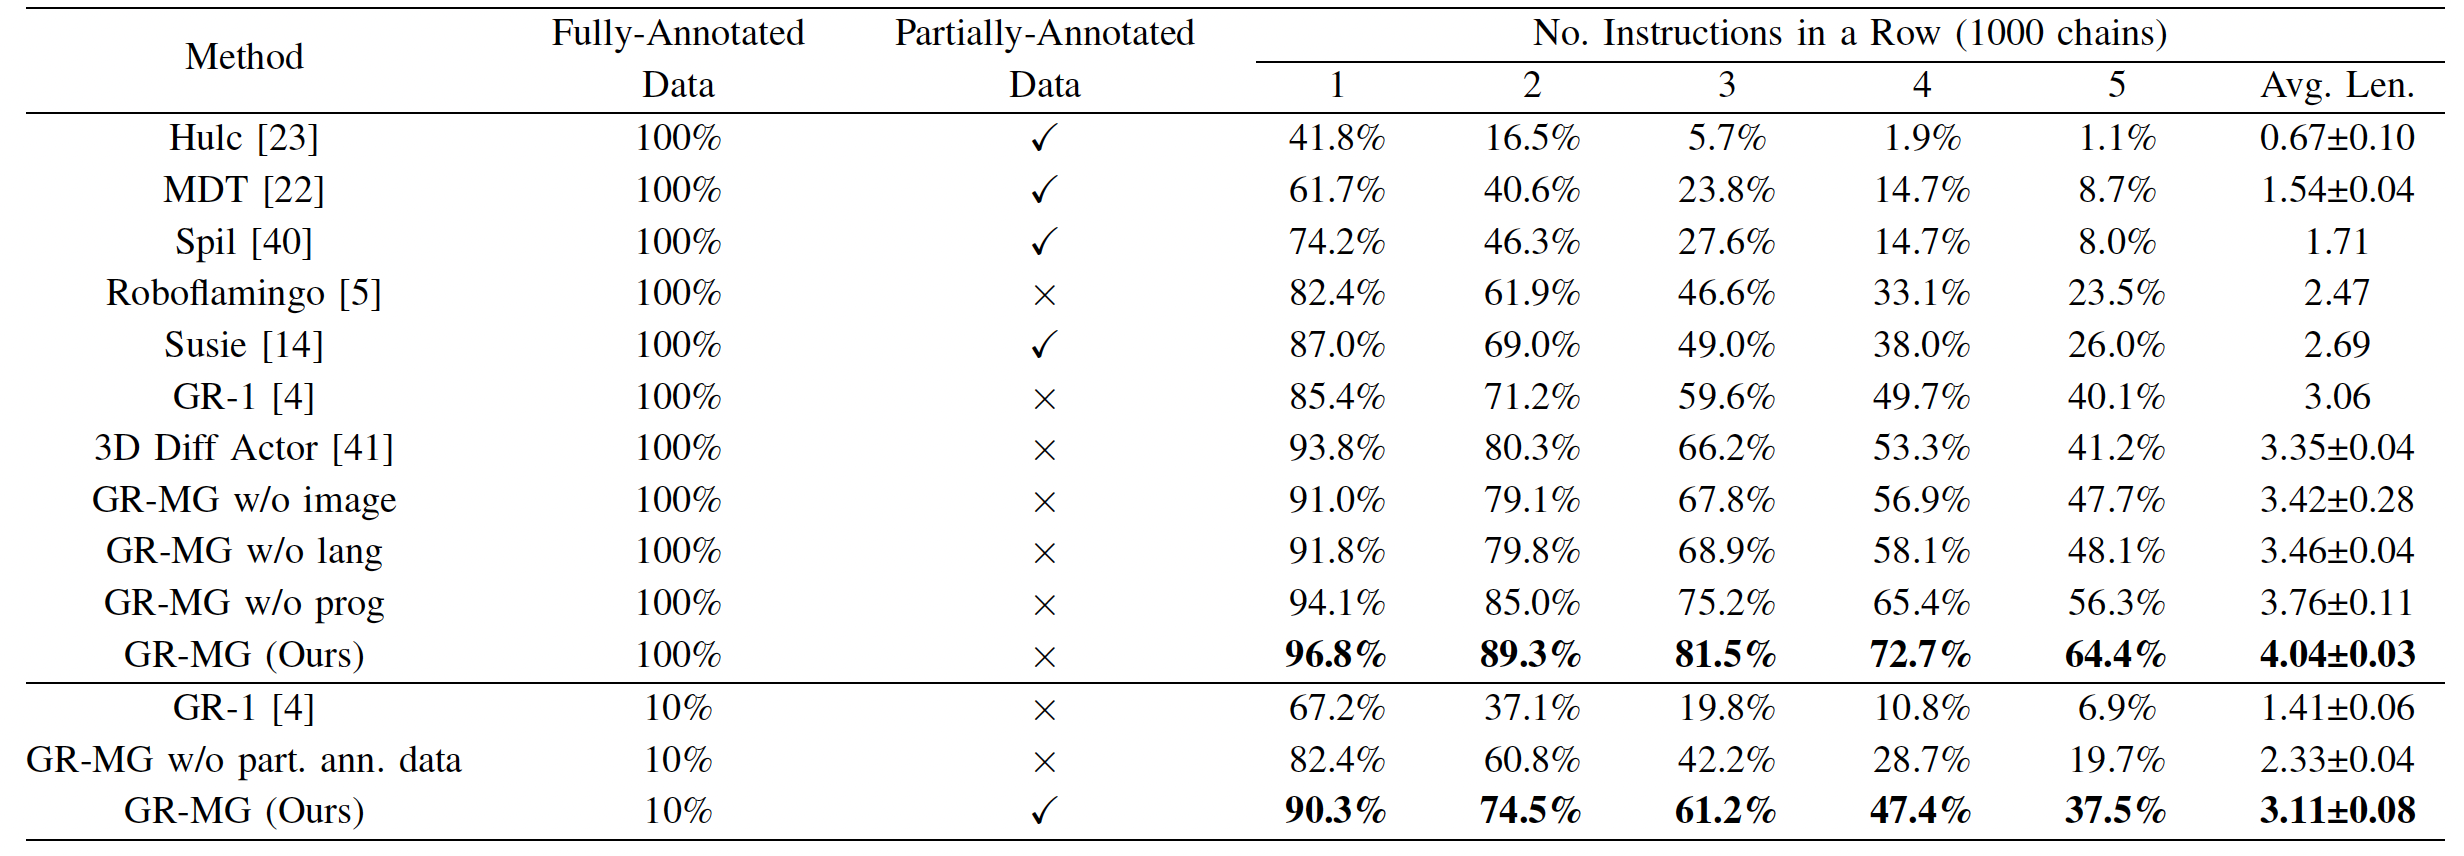 Method Fully-Annotated Data Partially-Annotated Data No. Instructions in a Row (1000 chains)
1 2 3 4 5 Avg. Len.
Hulc [23] 100% ✓ 41.8% 16.5% 5.7% 1.9% 1.1% 0.67±0.10
MDT [22] 100% ✓ 61.7% 40.6% 23.8% 14.7% 8.7% 1.54±0.04
Spil [40] 100% ✓ 74.2% 46.3% 27.6% 14.7% 8.0% 1.71
Roboflamingo [5] 100% × 82.4% 61.9% 46.6% 33.1% 23.5% 2.47
Susie [14] 100% ✓ 87.0% 69.0% 49.0% 38.0% 26.0% 2.69
GR-1 [4] 100% × 85.4% 71.2% 59.6% 49.7% 40.1% 3.06
3D Diff Actor [41] 100% × 93.8% 80.3% 66.2% 53.3% 41.2% 3.35±0.04
GR-MG w/o image 100% × 91.0% 79.1% 67.8% 56.9% 47.7% 3.42±0.28
GR-MG w/o lang 100% × 91.8% 79.8% 68.9% 58.1% 48.1% 3.46±0.04
GR-MG w/o prog 100% × 94.1% 85.0% 75.2% 65.4% 56.3% 3.76±0.11
GR-MG (Ours) 100% × 96.8% 89.3% 81.5% 72.7% 64.4% 4.04±0.03
GR-1 [4] 10% × 67.2% 37.1% 19.8% 10.8% 6.9% 1.41±0.06
GR-MG w/o part. ann. data 10% × 82.4% 60.8% 42.2% 28.7% 19.7% 2.33±0.04
GR-MG (Ours) 10% ✓ 90.3% 74.5% 61.2% 47.4% 37.5% 3.11±0.08